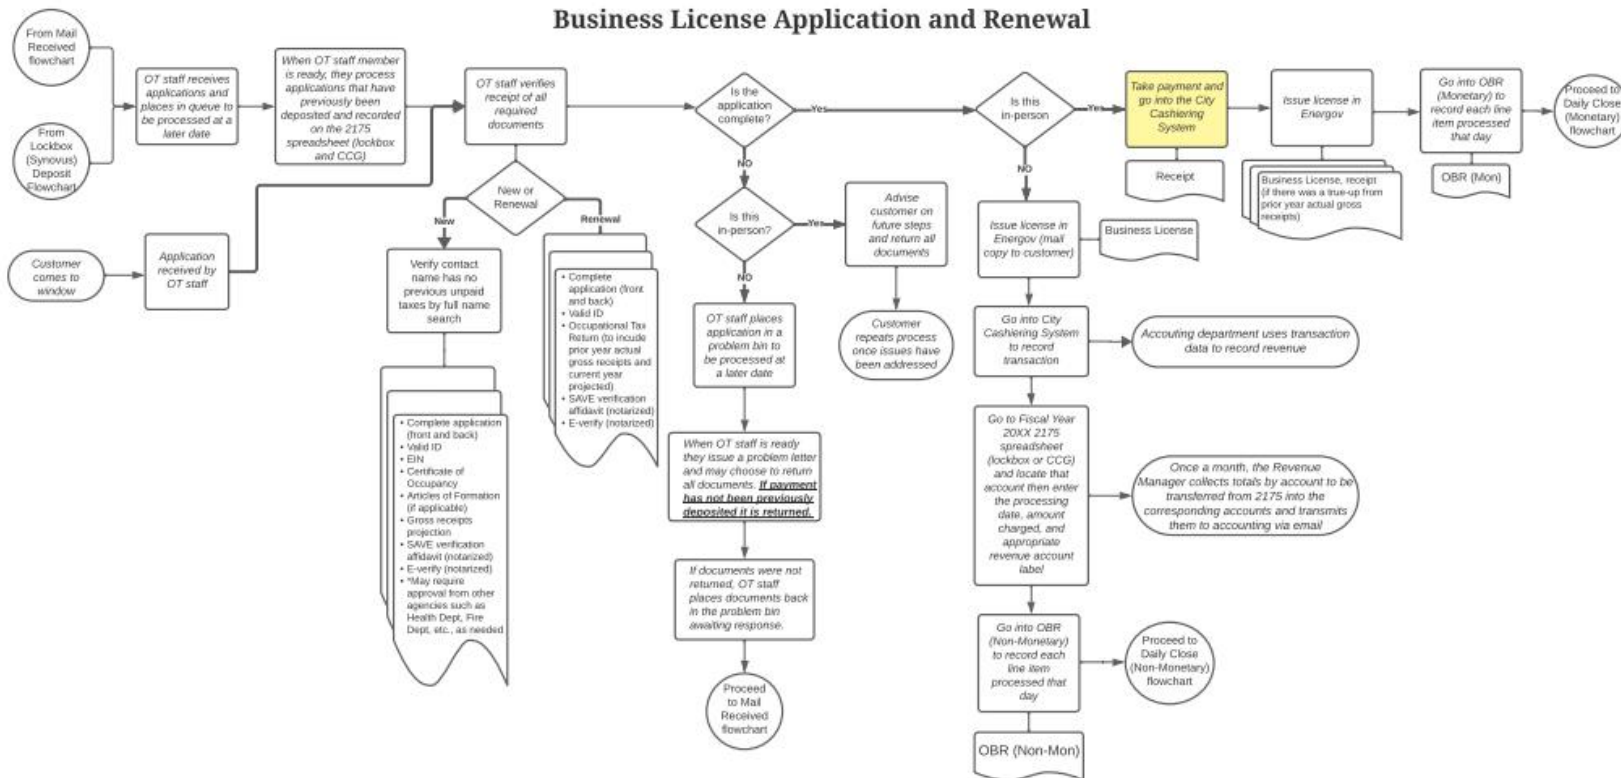 Business License Application and Renewal
From Mail
Received
flowchart
From
Lockbox
(Synovus)
Deposit
Flowchart
OT staff receives
applications and
places in queue to
be processed at a
later date
When OT staff member
is ready, they process
applications that have
previously been
deposited and recorded
on the 2175
spreadsheet (lockbox
and CCG)
OT staff verifies
receipt of all
required
documents
Customer
comes to
window
Application
received by
OT staff
New or
Renewal
New
Renewal
Verify contact
name has no
previous unpaid
taxes by full name
search
• Complete application
(front and back)
• Valid ID
• EIN
• Certificate of
Occupancy
• Articles of Formation
(if applicable)
• Gross receipts
projection
• SAVE verification
affidavit (notarized)
• E-verify (notarized)
• *May require
approval from other
agencies such as
Health Dept, Fire
Dept, etc., as needed
• Complete
application (front
and back)
• Valid ID
• Occupational Tax
Return (to incude
prior year actual
gross receipts and
current year
projected)
• SAVE verification
affidavit (notarized)
• E-verify (notarized)
Is the
application
complete?
Yes
NO
Is this
in-person?
Yes
NO
Advise
customer on
future steps
and return all
documents
Customer
repeats process
once issues have
been addressed
OT staff places
application in a
problem bin to
be processed at
a later date
When OT staff is ready
they issue a problem letter
and may choose to return
all documents. If payment
has not been previously
deposited it is returned.
If documents were not
returned, OT staff
places documents back
in the problem bin
awaiting response.
Proceed
to Mail
Received
flowchart
Is this
in-person
Yes
NO
Take payment and
go into the City
Cashiering
System
Receipt
Issue license in
Energov
Business License, receipt
(if there was a true-up from
prior year actual gross
receipts)
Go into OBR
(Monetary) to
record each line
item processed
that day
OBR (Mon)
Proceed to
Daily Close
(Monetary)
flowchart
Issue license in
Energov (mail
copy to customer)
Business License
Go into City
Cashiering System
to record
transaction
Accouting department uses transaction
data to record revenue
Go to Fiscal Year
20XX 2175
spreadsheet
(lockbox or CCG)
and locate that
account then enter
the processing
date, amount
charged, and
appropriate
revenue account
label
Once a month, the Revenue
Manager collects totals by account to be
transferred from 2175 into the
corresponding accounts and transmits
them to accounting via email
Go into OBR
(Non-Monetary)
to record each
line item
processed that
day
Proceed to
Daily Close
(Non-Monetary)
flowchart
OBR (Non-Mon)